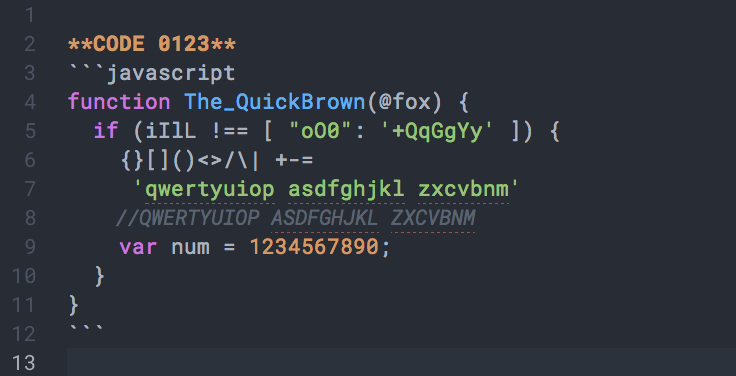 1
2 **CODE 0123**
3 ```javascript
4 function The_QuickBrown(@fox) {
5   if (iIlL !== [ "oO0": '+QqGgYy' ]) {
6     {}[]()<>/\| +-=
7      'qwertyuiop asdfghjkl zxcvbnm'
8     //QWERTYUIOP ASDFGHJKL ZXCVBNM
9     var num = 1234567890;
10   }
11 }
12 ```
13